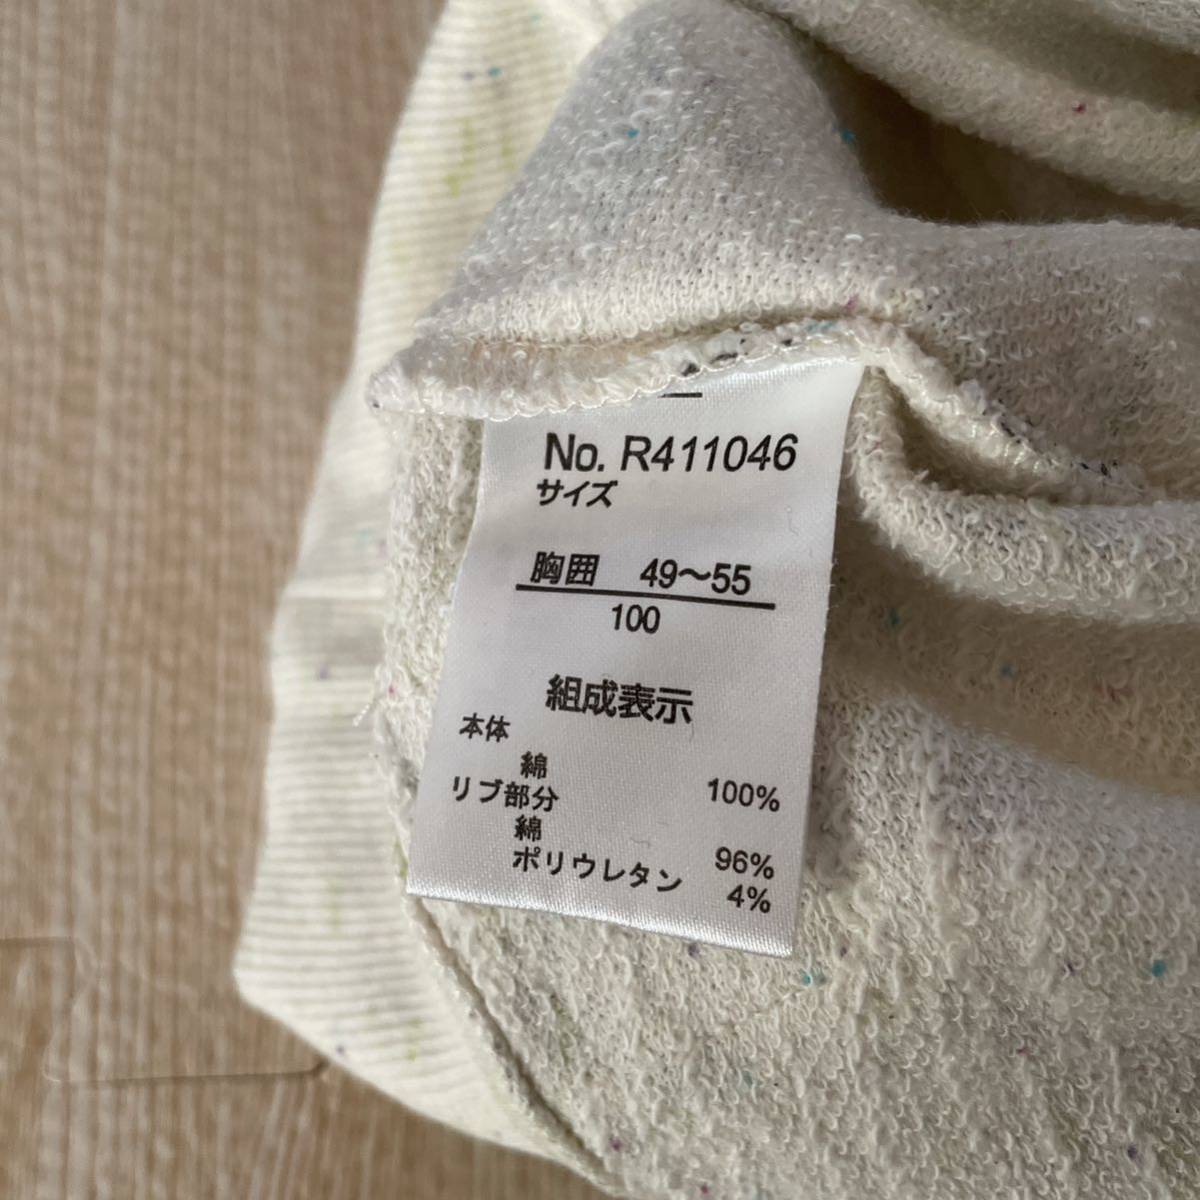 No. R411046
サイズ
胸囲 49～55
100
組成表示
本体
綿 100%
リブ部分
綿 96%
ポリウレタン 4%